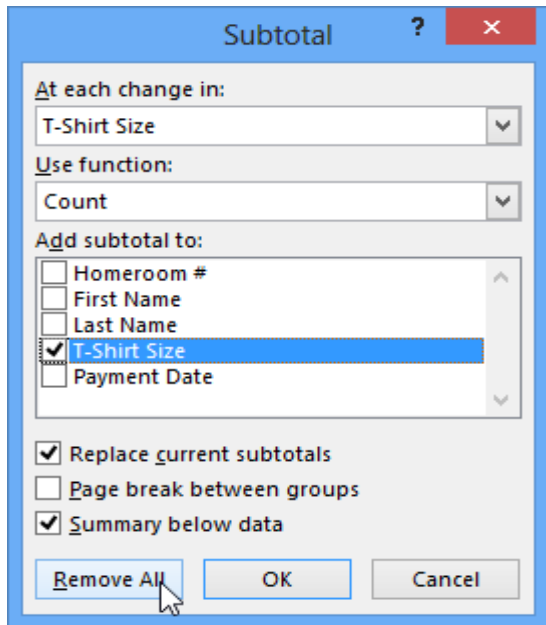 Subtotal ?
At each change in:
T-Shirt Size
Use function:
Count
Add subtotal to:
Homeroom #
First Name
Last Name
T-Shirt Size
Payment Date
Replace current subtotals
Page break between groups
Summary below data
Remove All OK Cancel